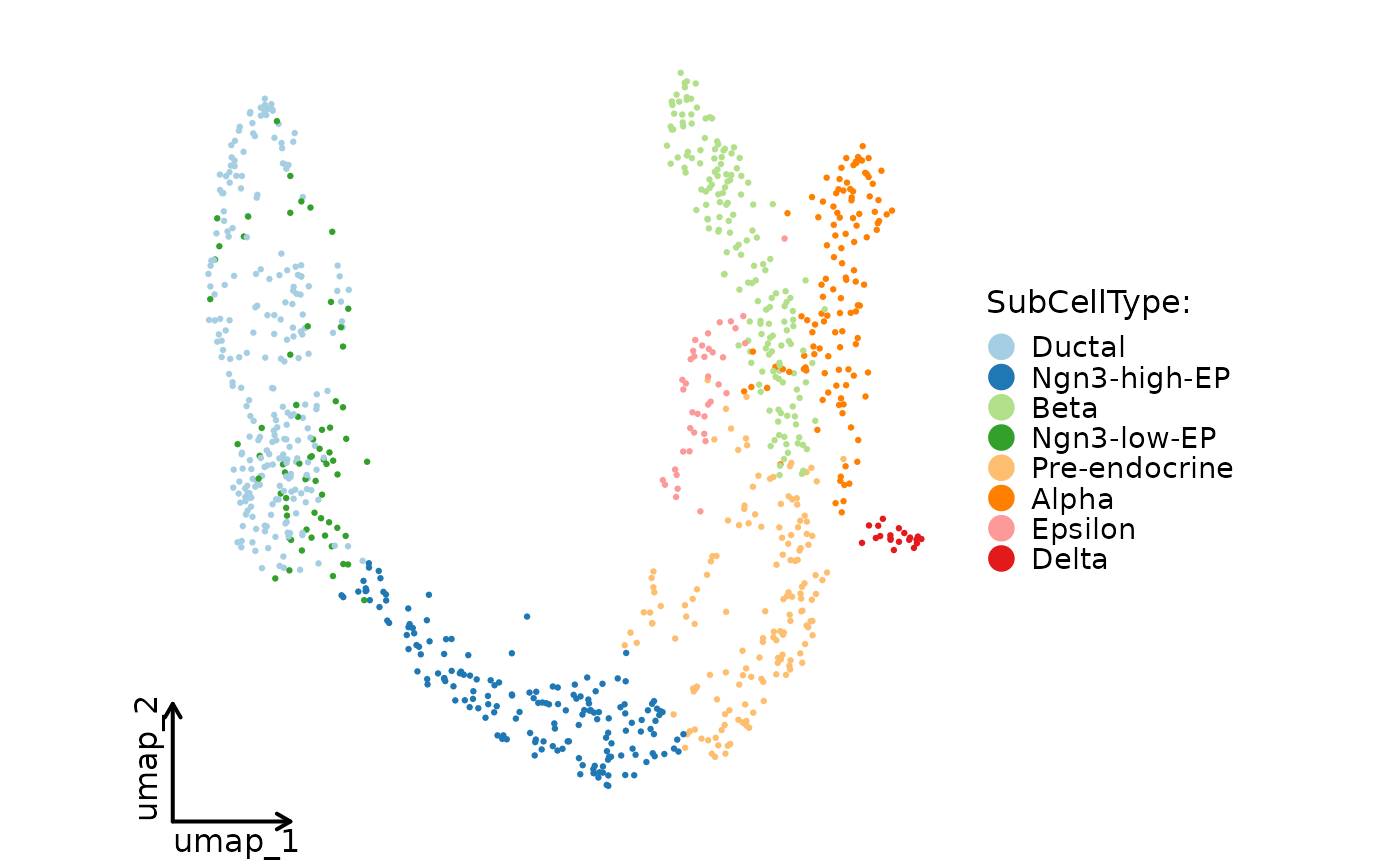 SubCellType:
Ductal
Ngn3-high-EP
Beta
Ngn3-low-EP
Pre-endocrine
Alpha
Epsilon
Delta
umap_2
umap_1